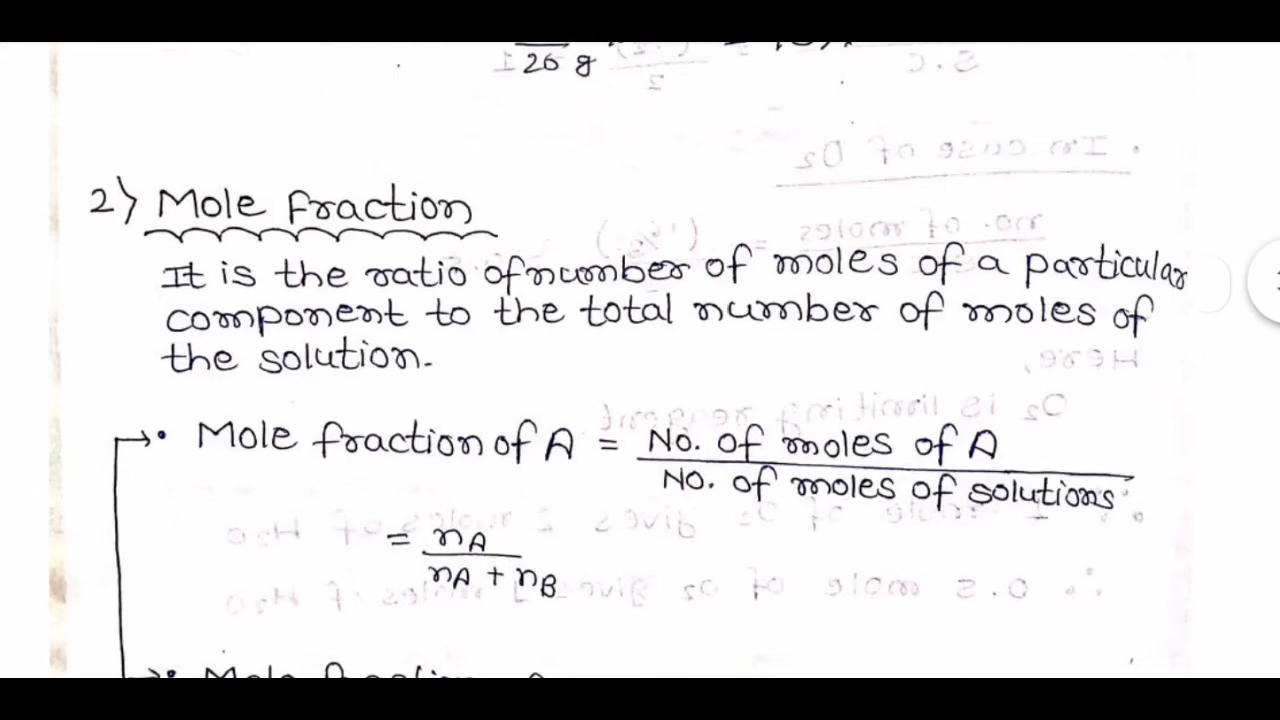 26 g
2) Mole fraction
It is the ratio of number of moles of a particular
component to the total number of moles of
the solution.
→• Mole fraction of A = No. of moles of A
No. of moles of solutions
= nA
nA + nB